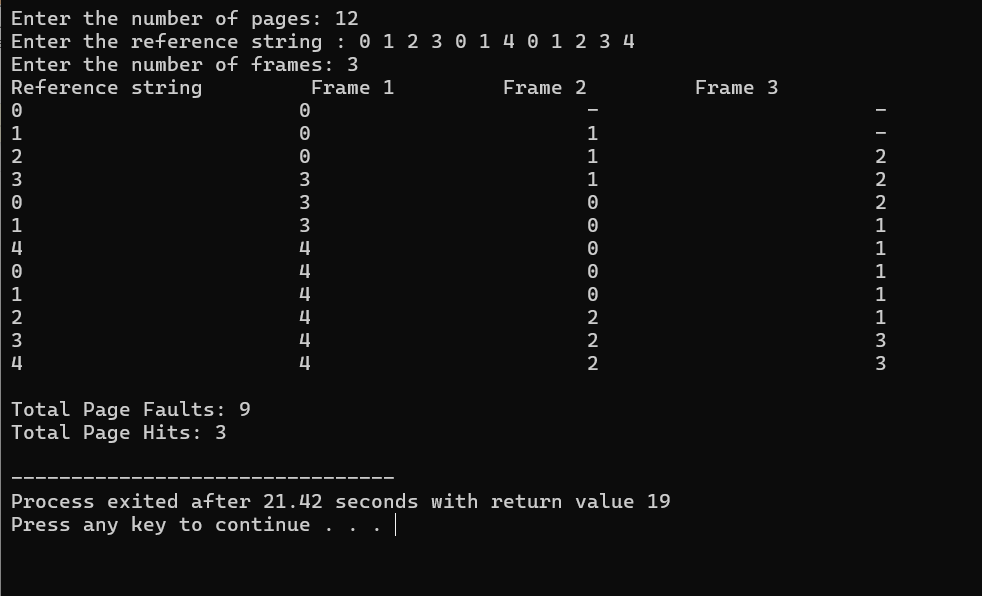 Enter the number of pages: 12
Enter the reference string : 0 1 2 3 0 1 4 0 1 2 3 4
Enter the number of frames: 3
Reference string Frame 1 Frame 2 Frame 3
0 0 - -
1 0 1 -
2 0 1 2
3 3 1 2
0 3 0 2
1 3 0 1
4 4 0 1
0 4 0 1
1 4 0 1
2 4 2 1
3 4 2 3
4 4 2 3
Total Page Faults: 9
Total Page Hits: 3
--------------------------------
Process exited after 21.42 seconds with return value 19
Press any key to continue . . .